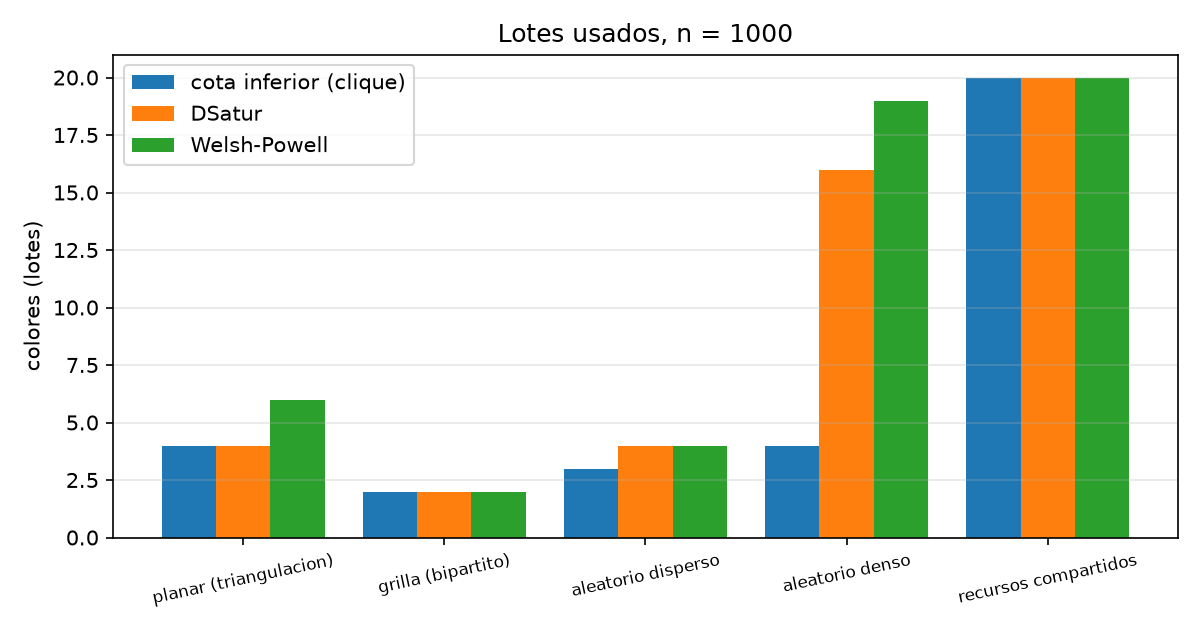 Lotes usados, n = 1000
cota inferior (clique)
DSatur
Welsh-Powell
colores (lotes)
20.0
17.5
15.0
12.5
10.0
7.5
5.0
2.5
0.0
planar (triangulacion)
grilla (bipartito)
aleatorio disperso
aleatorio denso
recursos compartidos